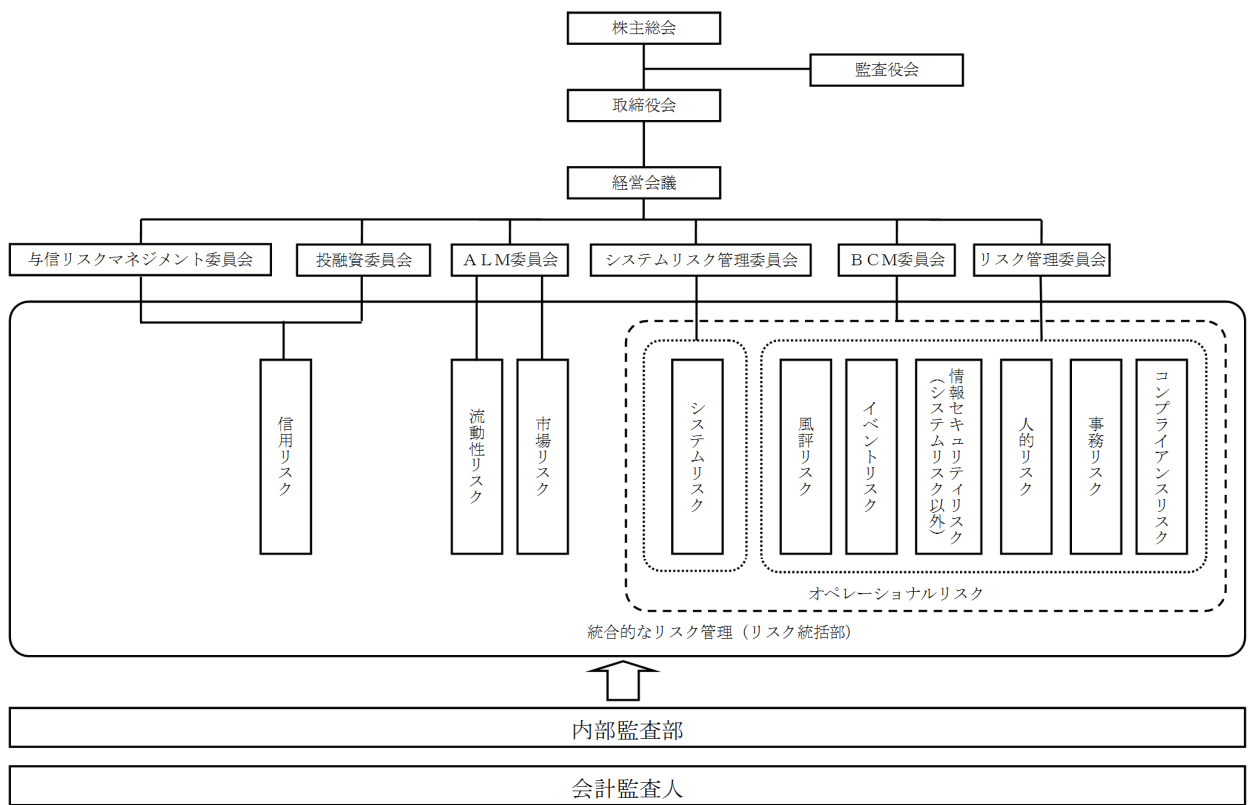 株主総会
監査役会
取締役会
経営会議
与信リスクマネジメント委員会
投融資委員会
ＡＬＭ委員会
システムリスク管理委員会
ＢＣＭ委員会
リスク管理委員会
信用リスク
流動性リスク
市場リスク
システムリスク
風評リスク
イベントリスク
情報セキュリティリスク
（システムリスク以外）
人的リスク
事務リスク
コンプライアンスリスク
オペレーショナルリスク
統合的なリスク管理（リスク統括部）
内部監査部
会計監査人